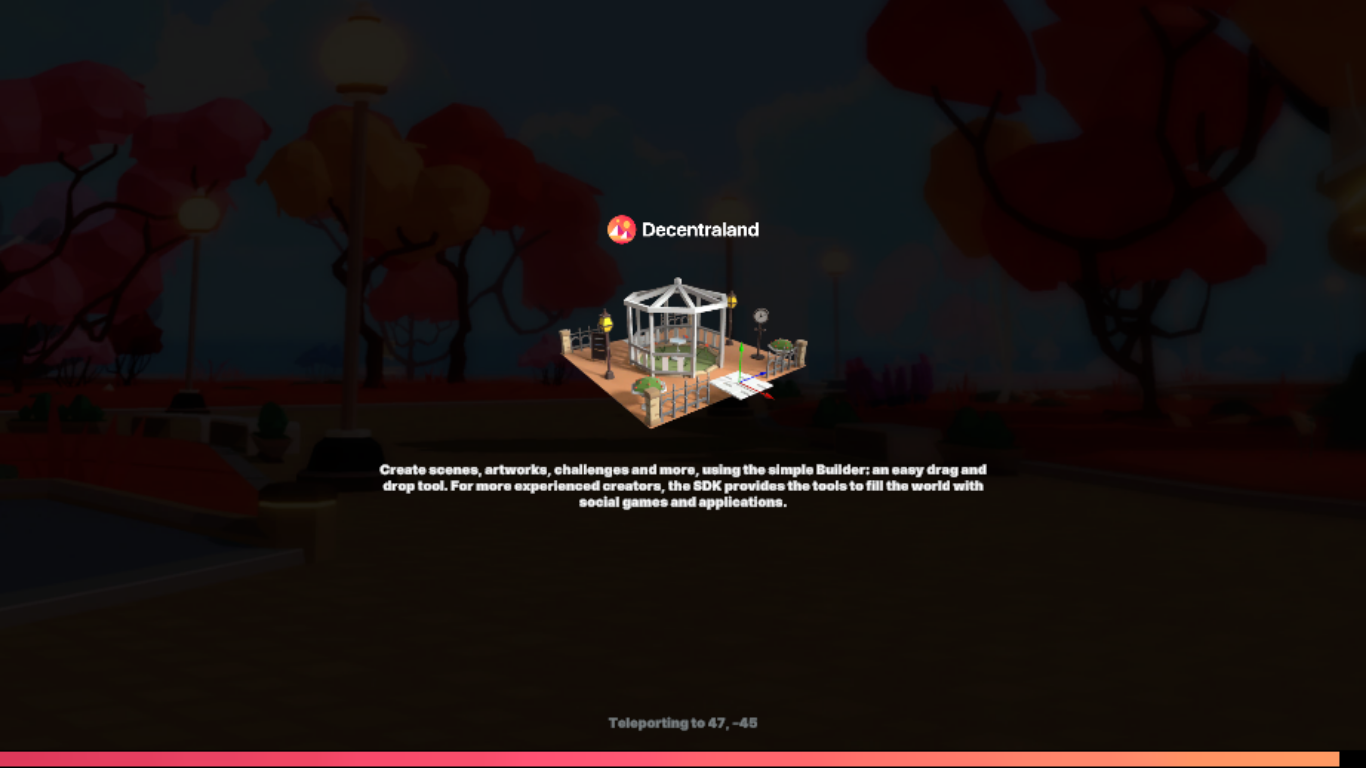 Decentraland
Create scenes, artworks, challenges and more, using the simple Builder: an easy drag and
drop tool. For more experienced creators, the SDK provides the tools to fill the world with
social games and applications.
Teleporting to 47, -45